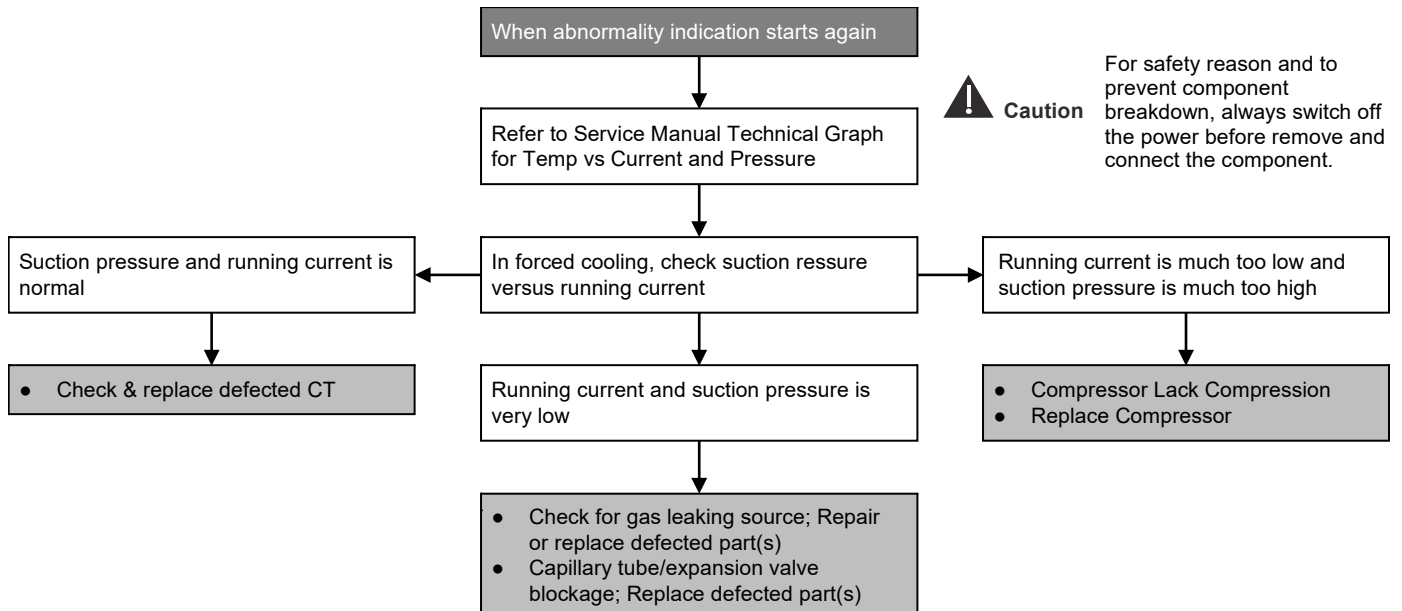 When abnormality indication starts again
For safety reason and to
prevent component
breakdown, always switch off
the power before remove and
connect the component.
Caution
Refer to Service Manual Technical Graph
for Temp vs Current and Pressure
Suction pressure and running current is
normal
In forced cooling, check suction ressure
versus running current
Running current is much too low and
suction pressure is much too high
● Check & replace defected CT
Running current and suction pressure is
very low
● Compressor Lack Compression
● Replace Compressor
● Check for gas leaking source; Repair
or replace defected part(s)
● Capillary tube/expansion valve
blockage; Replace defected part(s)